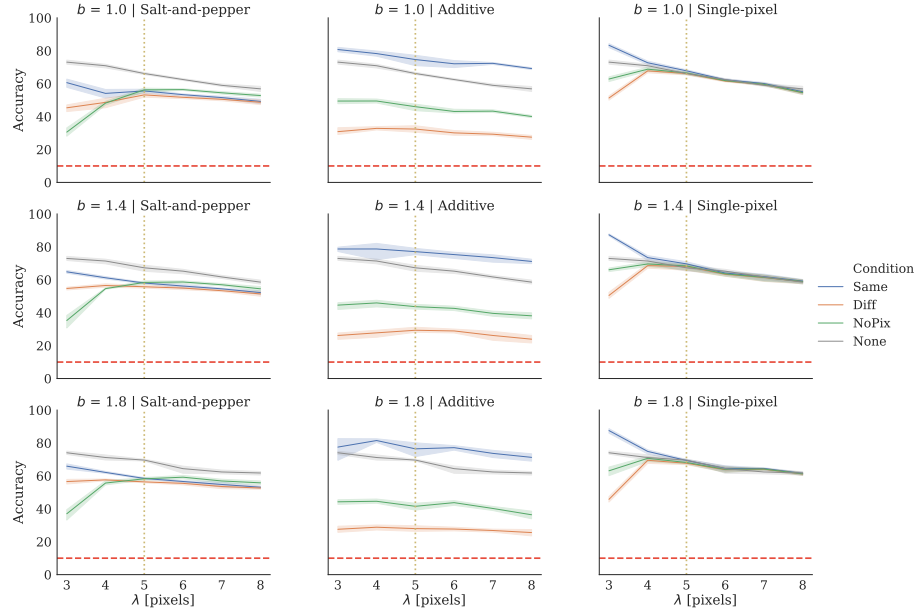 b = 1.0 | Salt-and-pepper
b = 1.0 | Additive
b = 1.0 | Single-pixel
100
80
60
40
20
0
Accuracy
b = 1.4 | Salt-and-pepper
b = 1.4 | Additive
b = 1.4 | Single-pixel
100
80
60
40
20
0
Accuracy
Condition
Same
Diff
NoPix
None
b = 1.8 | Salt-and-pepper
b = 1.8 | Additive
b = 1.8 | Single-pixel
100
80
60
40
20
0
Accuracy
3 4 5 6 7 8
λ [pixels]
3 4 5 6 7 8
λ [pixels]
3 4 5 6 7 8
λ [pixels]